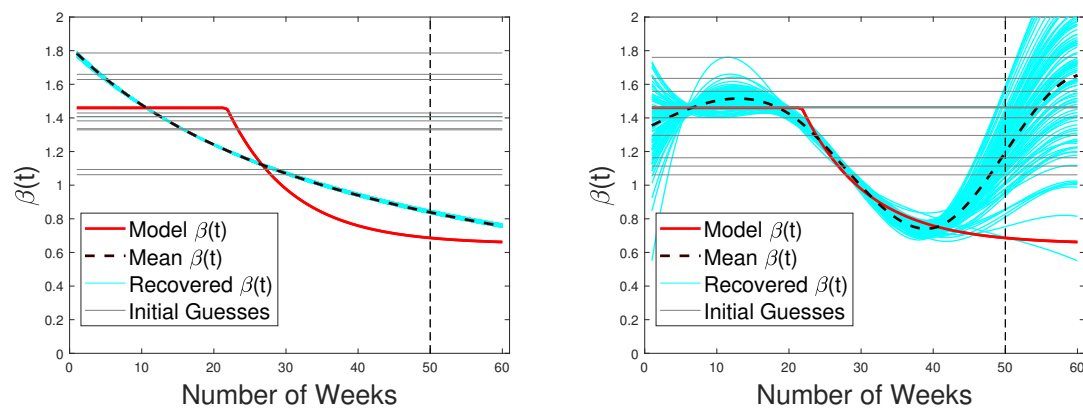 2
1.8
1.6
1.4
1.2
1
0.8
0.6
0.4
0.2
0
β(t)
Model β(t)
Mean β(t)
Recovered β(t)
Initial Guesses
0 10 20 30 40 50 60
Number of Weeks
2
1.8
1.6
1.4
1.2
1
0.8
0.6
0.4
0.2
0
β(t)
Model β(t)
Mean β(t)
Recovered β(t)
Initial Guesses
0 10 20 30 40 50 60
Number of Weeks